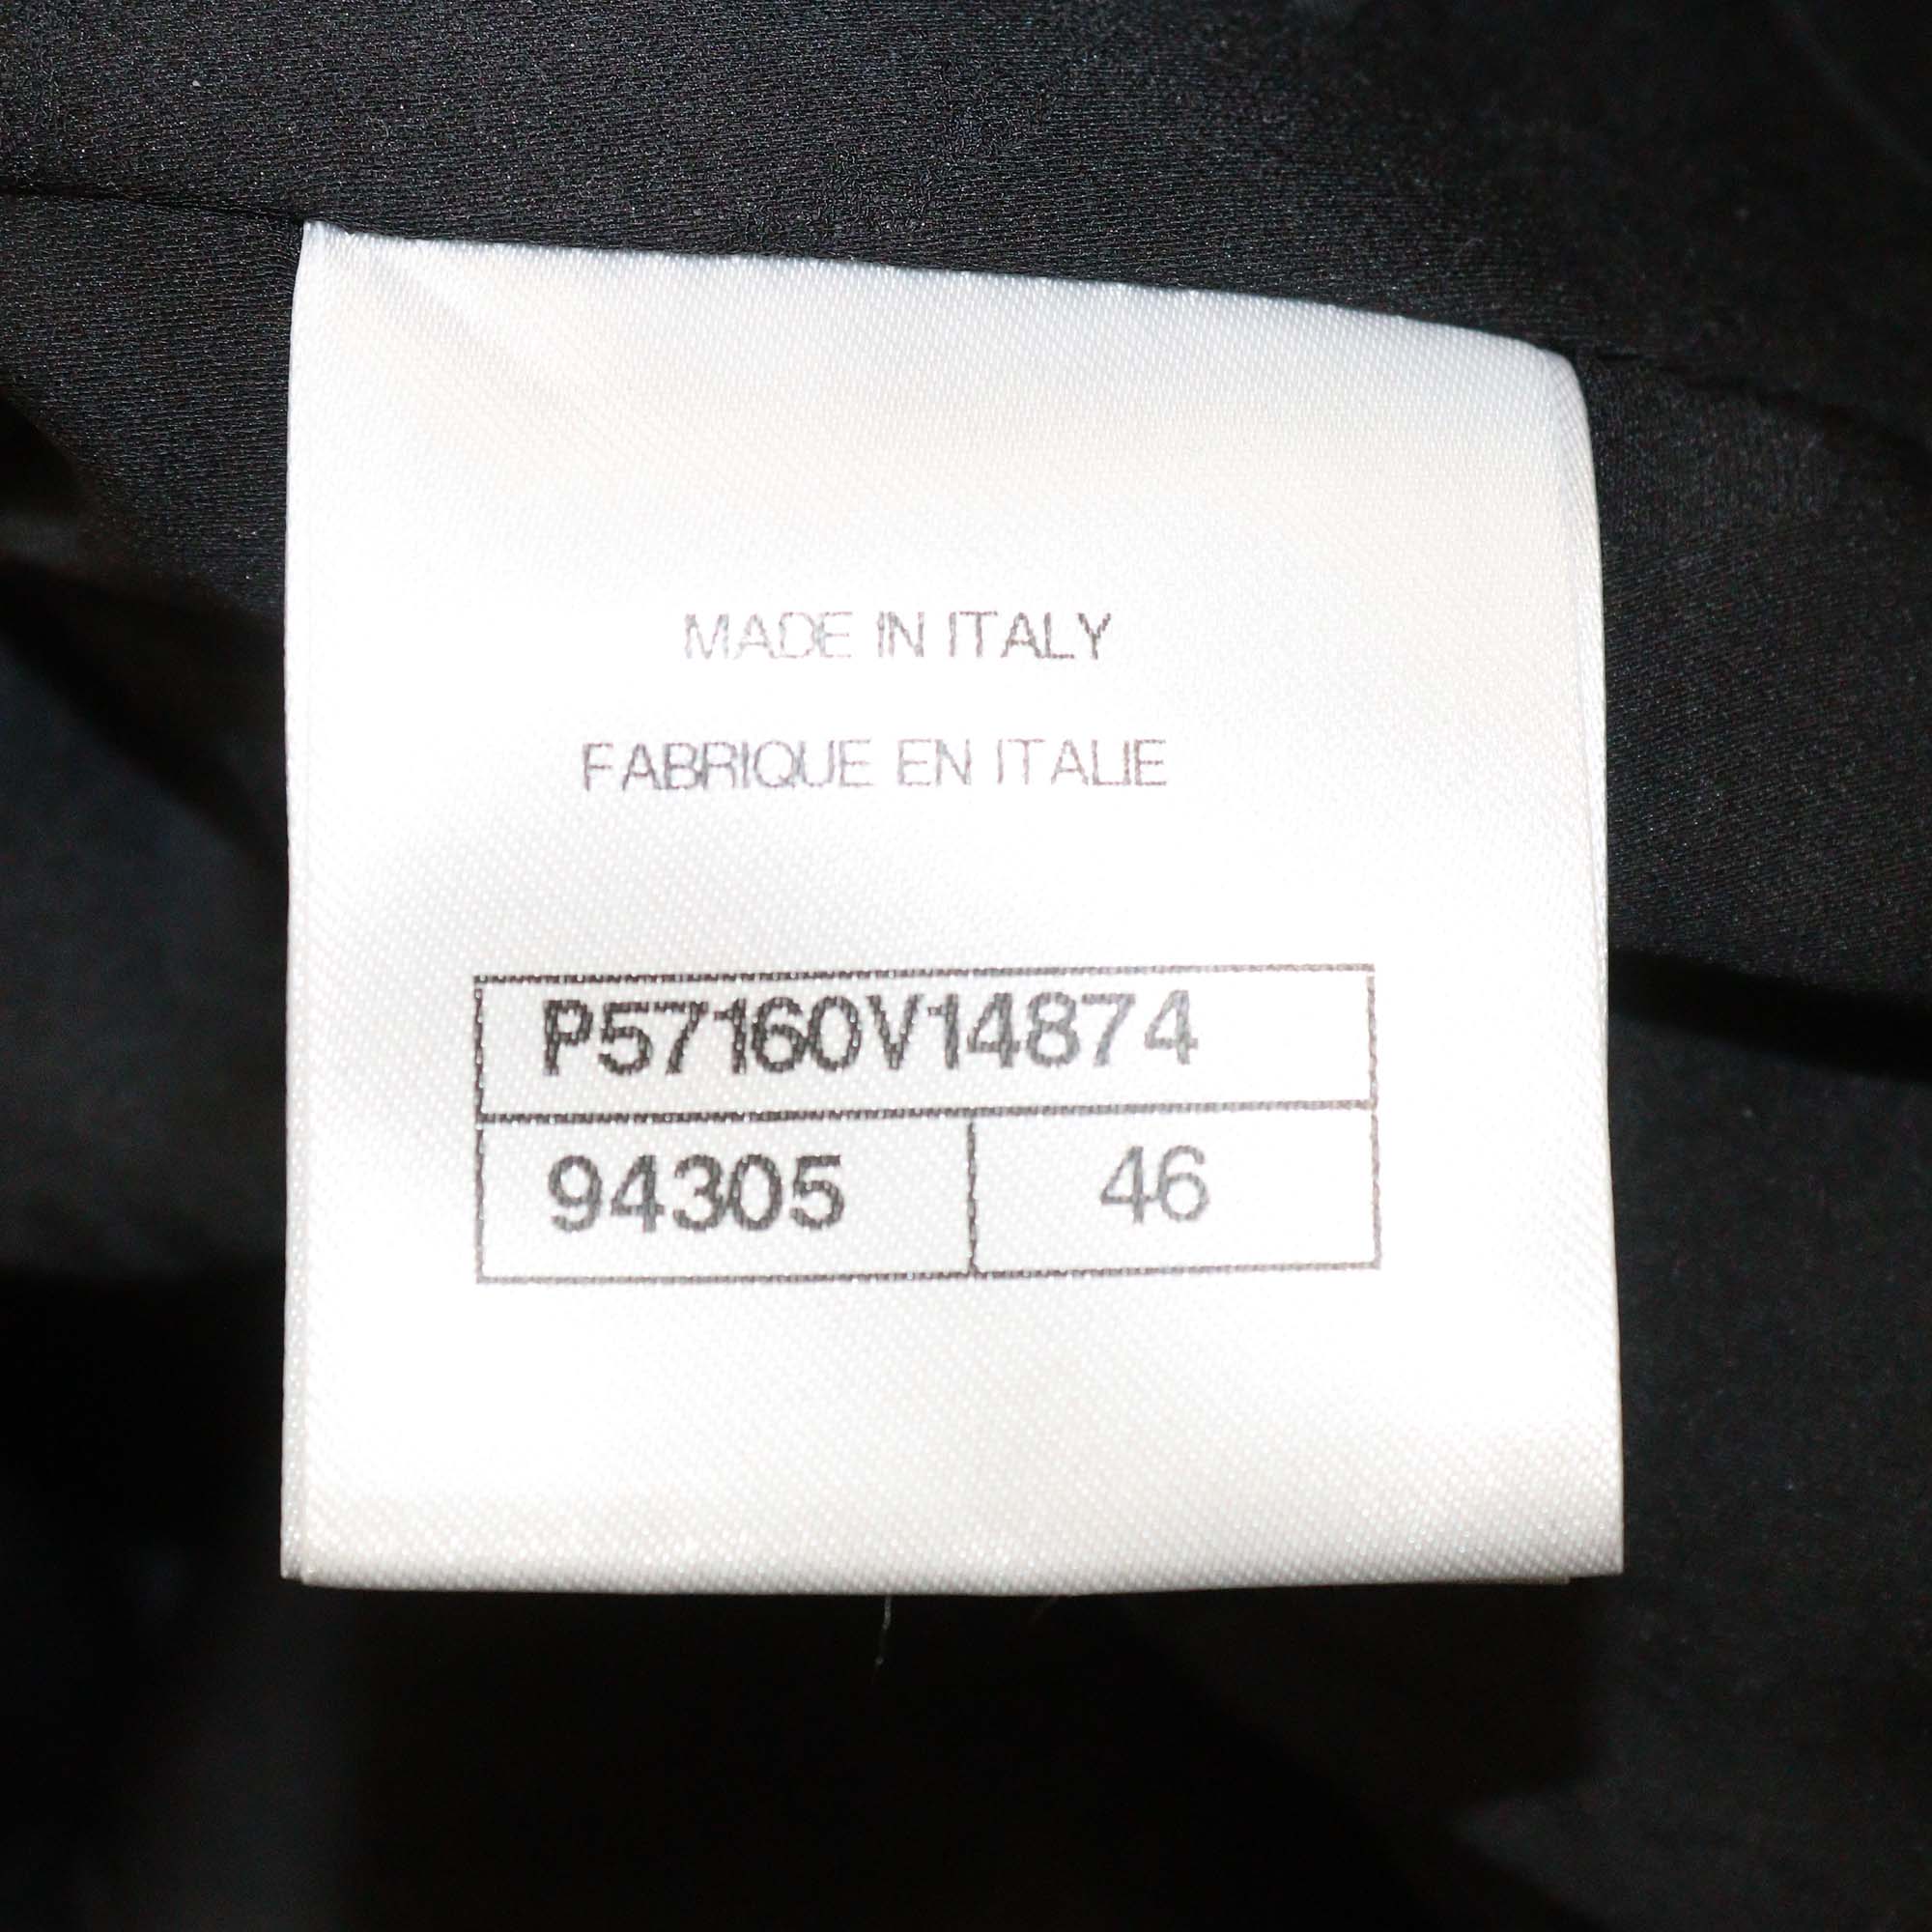 MADE IN ITALY
FABRIQUE EN ITALIE
P57160V14874
94305 46